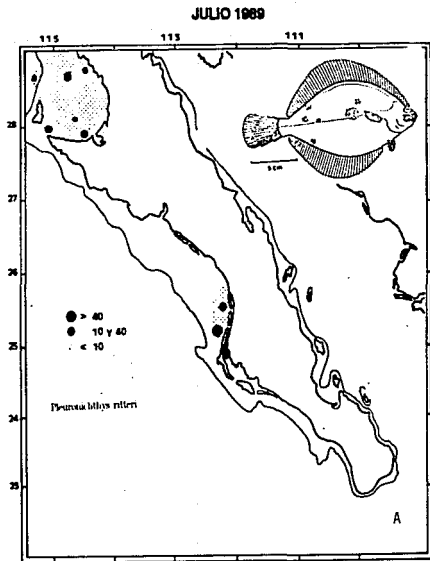 JULIO 1989
115 113 111
28
27
26
25
24
23
5 cm
> 40
10 y 40
< 10
Pleuronichthys ritteri
A